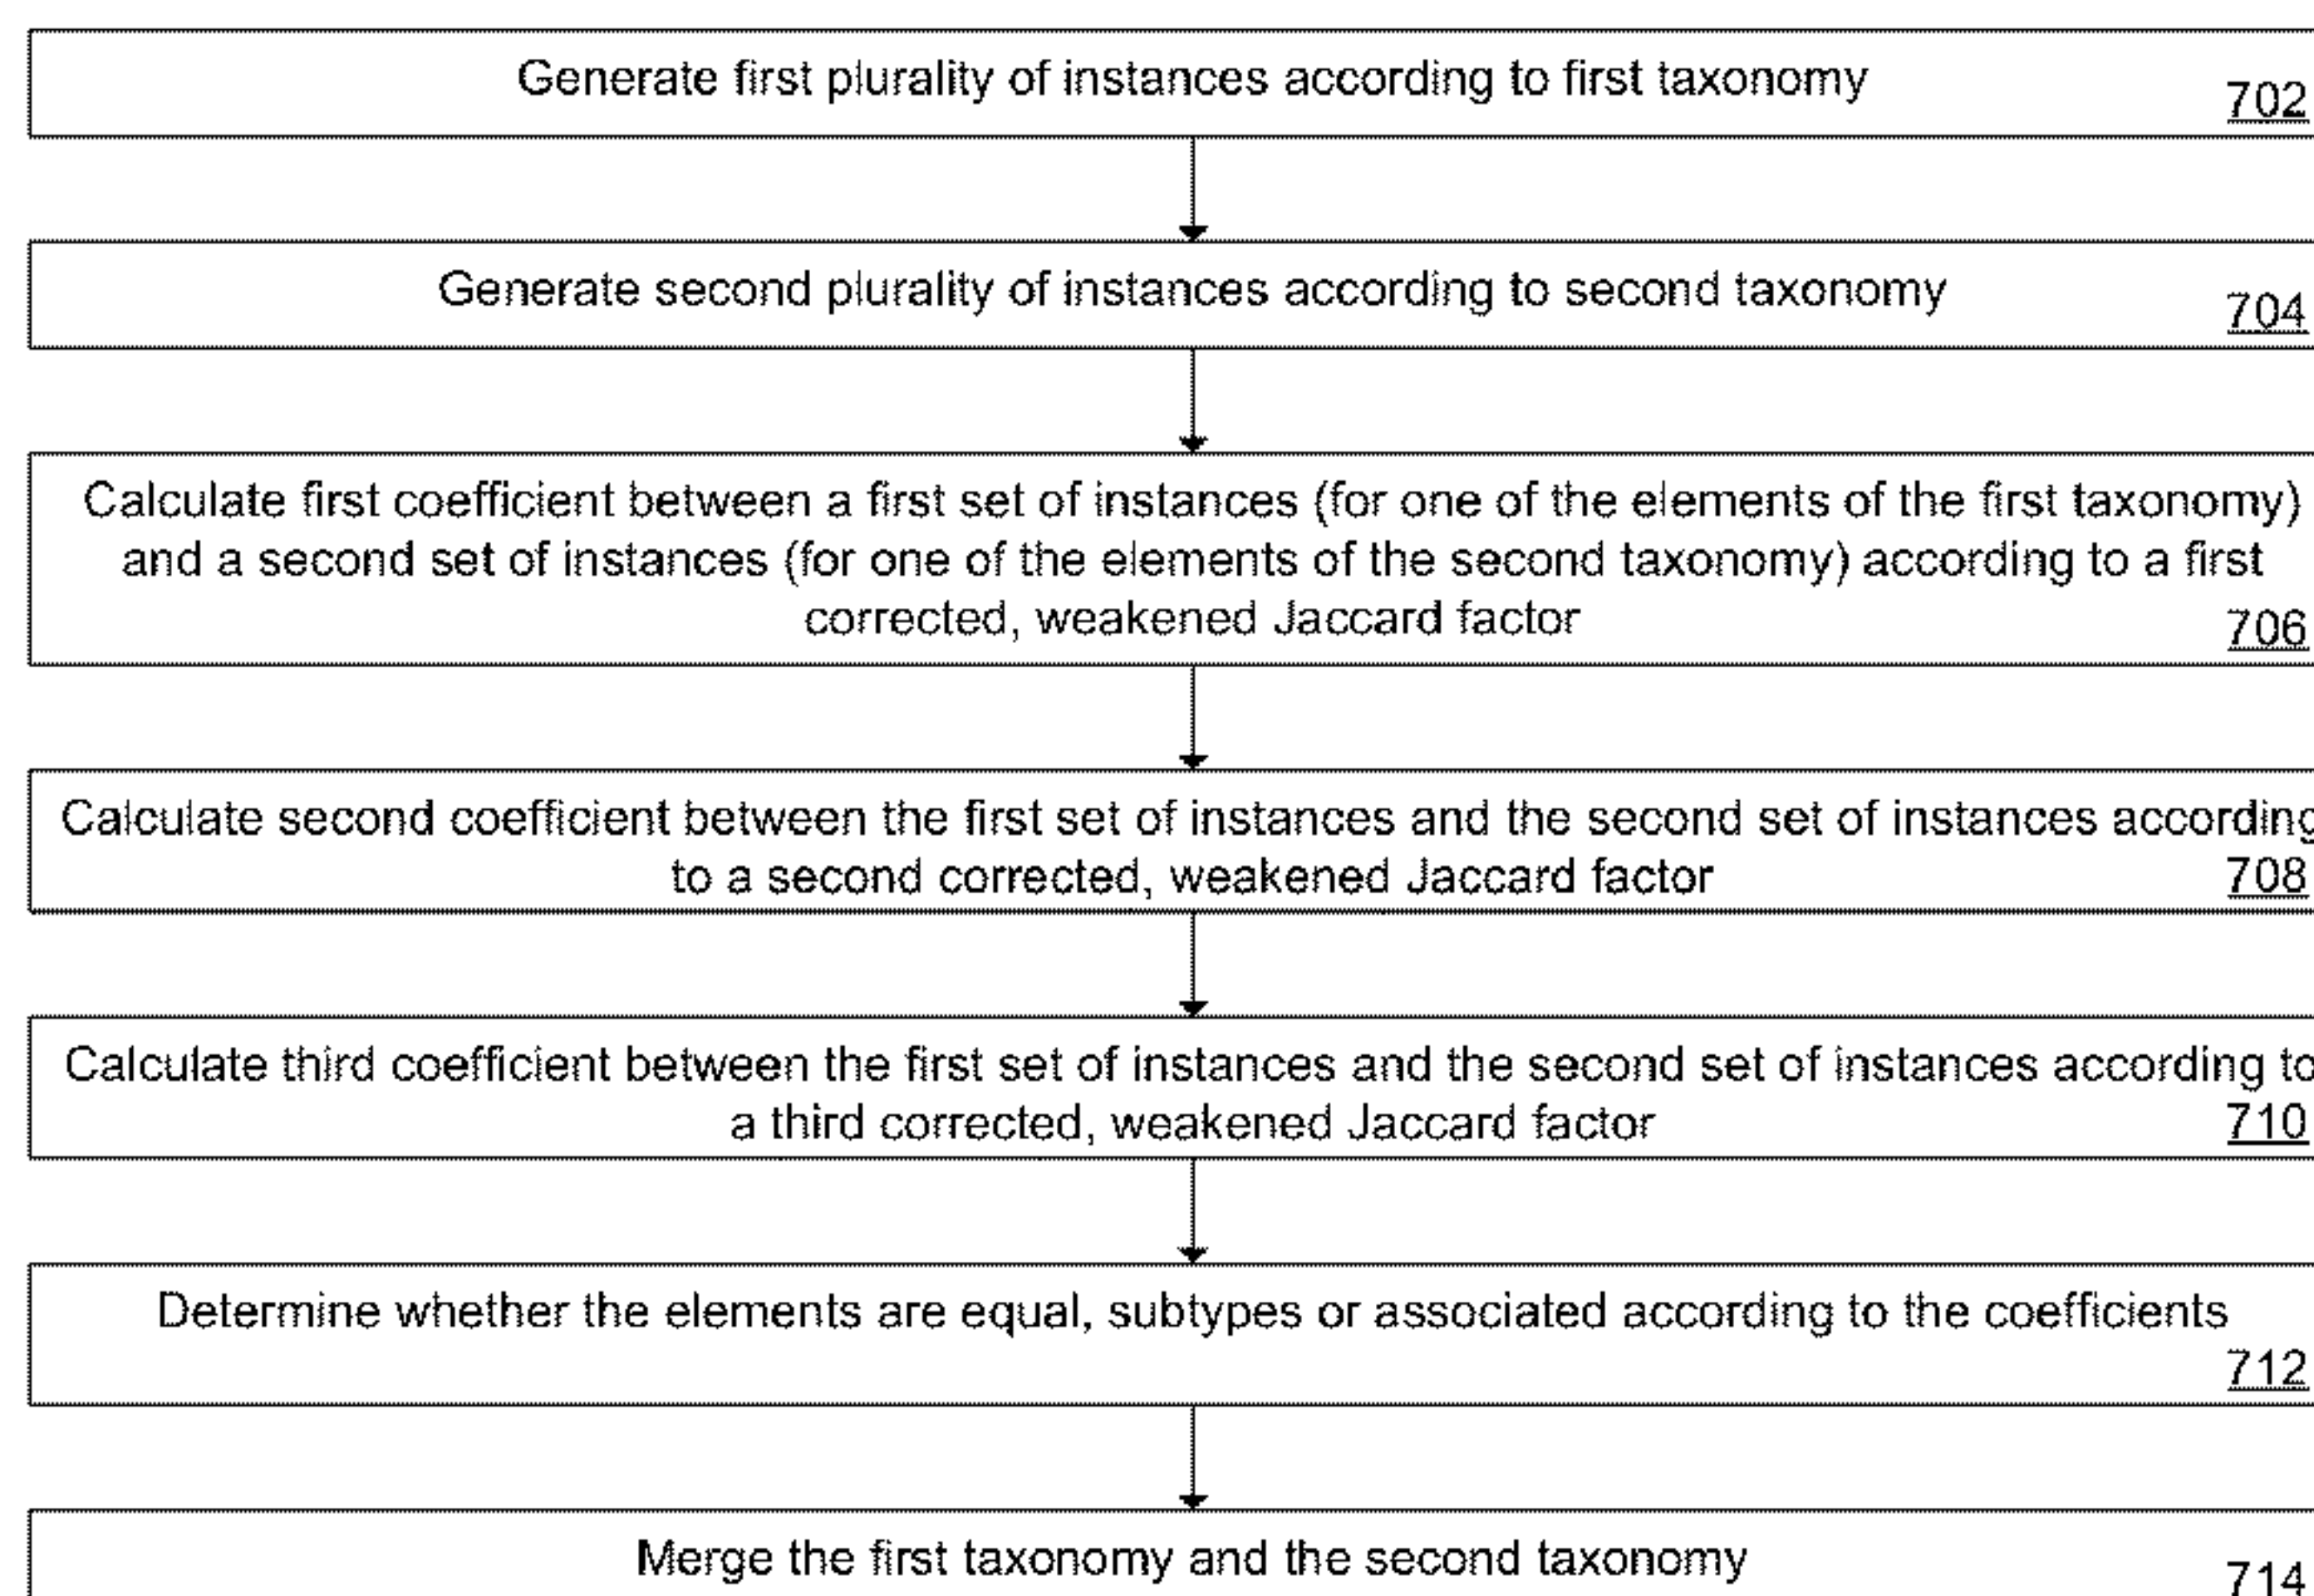 Generate first plurality of instances according to first taxonomy
702
Generate second plurality of instances according to second taxonomy
704
Calculate first coefficient between a first set of instances (for one of the elements of the first taxonomy)
and a second set of instances (for one of the elements of the second taxonomy) according to a first
corrected, weakened Jaccard factor
706
Calculate second coefficient between the first set of instances and the second set of instances according
to a second corrected, weakened Jaccard factor
708
Calculate third coefficient between the first set of instances and the second set of instances according to
a third corrected, weakened Jaccard factor
710
Determine whether the elements are equal, subtypes or associated according to the coefficients
712
Merge the first taxonomy and the second taxonomy
714